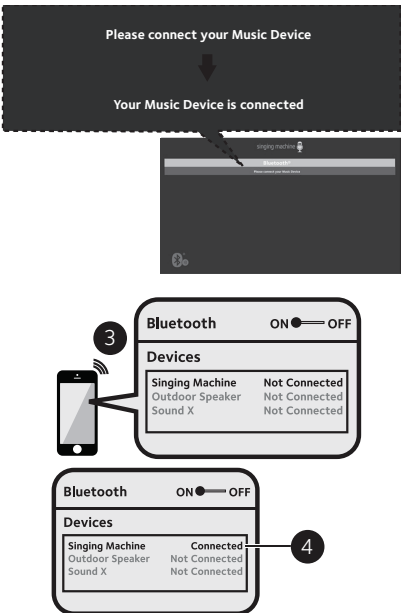 Please connect your Music Device
Your Music Device is connected
singing machine
Bluetooth®
Please connect your Music Device
3
Bluetooth ON OFF
Devices
Singing Machine Not Connected
Outdoor Speaker Not Connected
Sound X Not Connected
Bluetooth ON OFF
Devices
Singing Machine Connected
4
Outdoor Speaker Not Connected
Sound X Not Connected